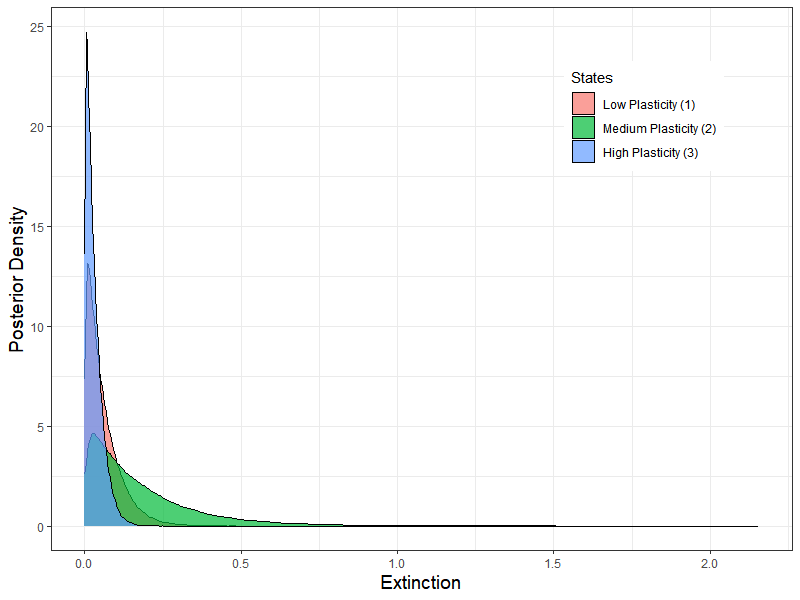 25
20
15
10
5
0
Posterior Density
States
Low Plasticity (1)
Medium Plasticity (2)
High Plasticity (3)
0.0 0.5 1.0 1.5 2.0
Extinction